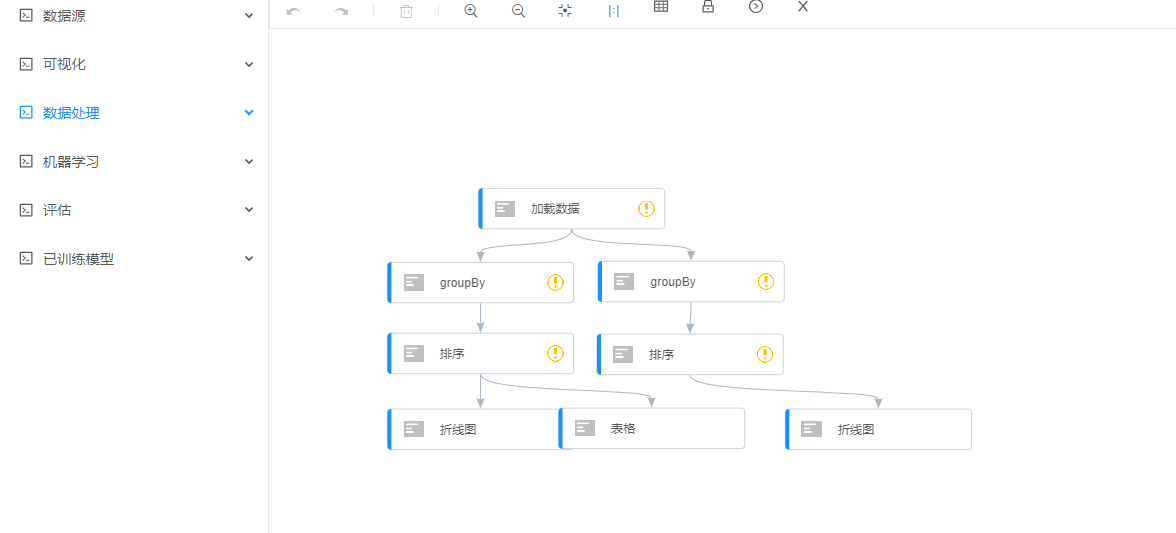 数据源
可视化
数据处理
机器学习
评估
已训练模型
加载数据
groupBy
groupBy
排序
排序
折线图
表格
折线图